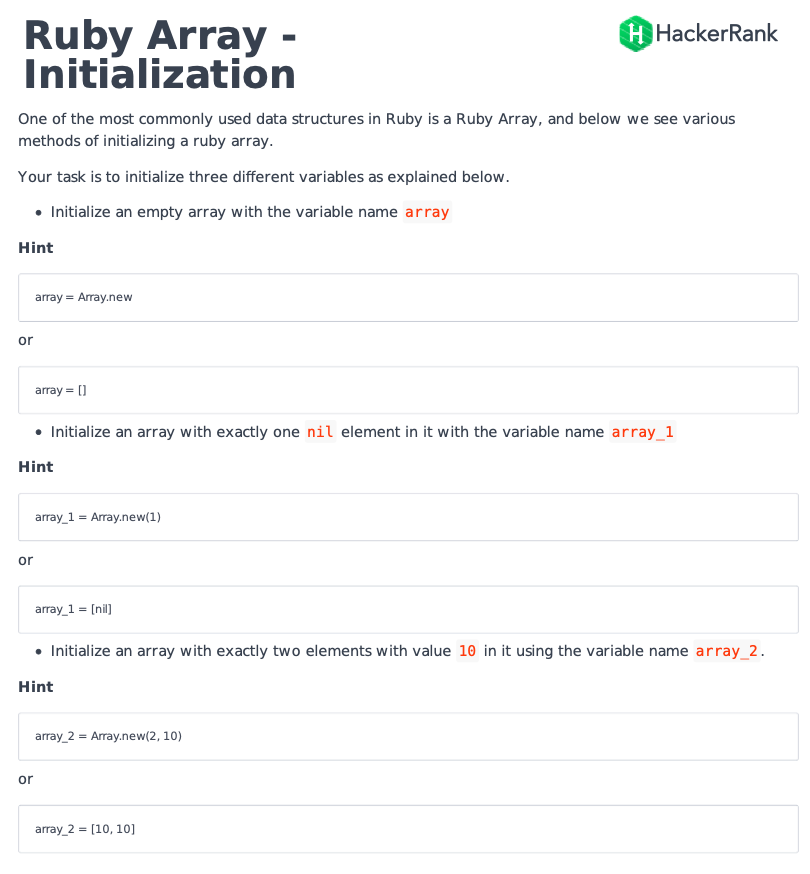 Ruby Array -
Initialization
HackerRank
One of the most commonly used data structures in Ruby is a Ruby Array, and below we see various
methods of initializing a ruby array.
Your task is to initialize three different variables as explained below.
• Initialize an empty array with the variable name array
Hint
array = Array.new
or
array = []
• Initialize an array with exactly one nil element in it with the variable name array_1
Hint
array_1 = Array.new(1)
or
array_1 = [nil]
• Initialize an array with exactly two elements with value 10 in it using the variable name array_2.
Hint
array_2 = Array.new(2, 10)
or
array_2 = [10, 10]